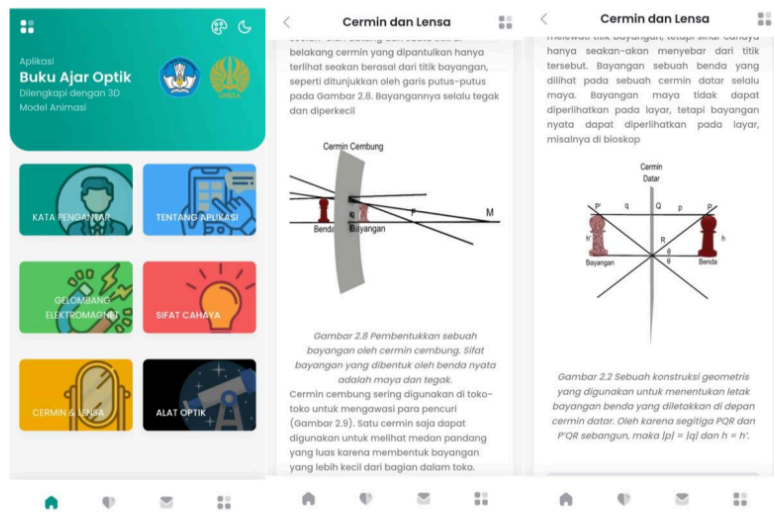 Aplikasi
Buku Ajar Optik
Dilengkapi dengan 3D
Model Animasi
UNESA
KATA PENGANTAR
TENTANG APLIKASI
GELOMBANG
ELEKTROMAGNET
SIFAT CAHAYA
CERMIN & LENSA
ALAT OPTIK
Cermin dan Lensa
belakang cermin yang dipantulkan hanya
terlihat seakan berasal dari titik bayangan,
seperti ditunjukkan oleh garis putus-putus
pada Gambar 2.8. Bayangannya selalu tegak
dan diperkecil
Cermin Cembung
Benda
Bayangan
F
M
Gambar 2.8 Pembentukkan sebuah
bayangan oleh cermin cembung. Sifat
bayangan yang dibentuk oleh benda nyata
adalah maya dan tegak.
Cermin cembung sering digunakan di toko-
toko untuk mengawasi para pencuri
(Gambar 2.9). Satu cermin saja dapat
digunakan untuk melihat medan pandang
yang luas karena membentuk bayangan
yang lebih kecil dari bagian dalam toko.
Cermin dan Lensa
melewati titik bayangan, tetapi sinar cahaya
hanya seakan-akan menyebar dari titik
tersebut. Bayangan sebuah benda yang
dilihat pada sebuah cermin datar selalu
maya. Bayangan maya tidak dapat
diperlihatkan pada layar, tetapi bayangan
nyata dapat diperlihatkan pada layar,
misalnya di bioskop
Cermin
Datar
P' q Q p P
h' R θ h
θ
Bayangan
Benda
Gambar 2.2 Sebuah konstruksi geometris
yang digunakan untuk menentukan letak
bayangan benda yang diletakkan di depan
cermin datar. Oleh karena segitiga PQR dan
P'QR sebangun, maka |p| = |q| dan h = h'.